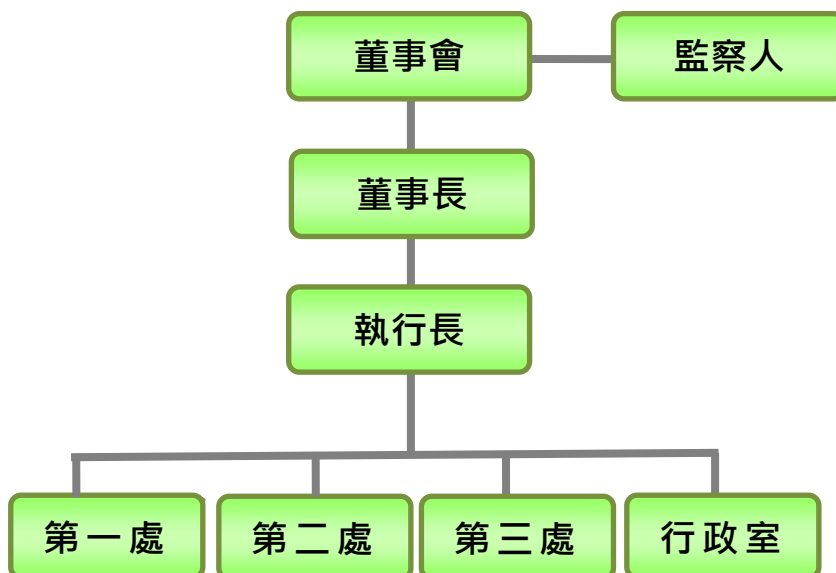 董事會
監察人
董事長
執行長
第一處
第二處
第三處
行政室